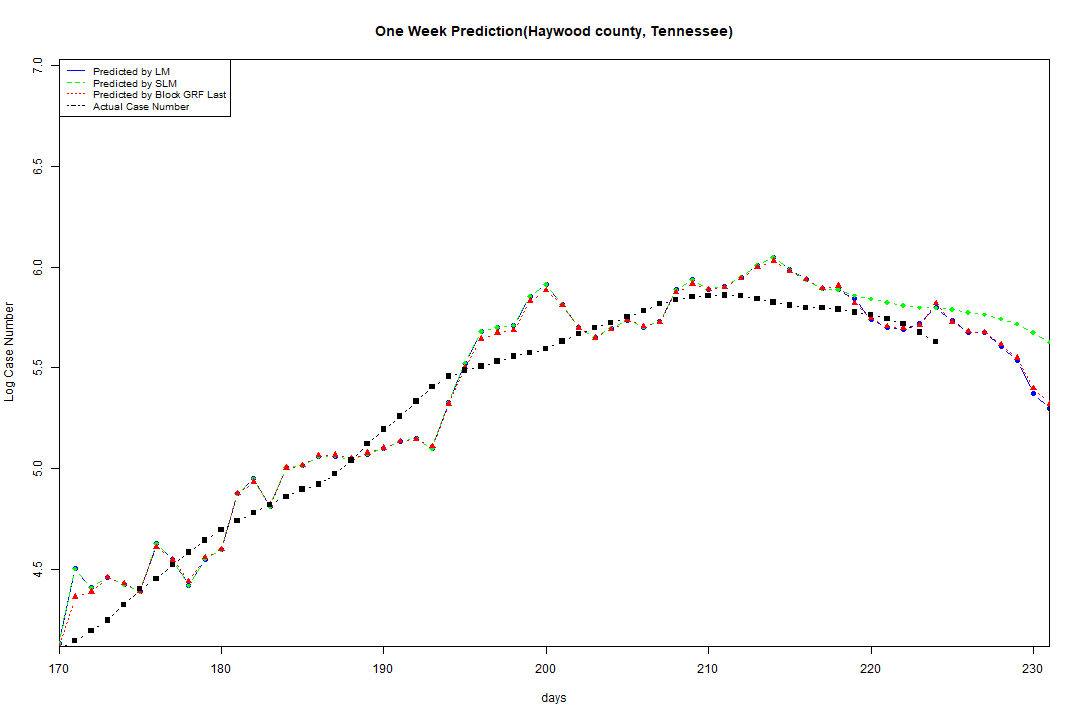 One Week Prediction(Haywood county, Tennessee)
Predicted by LM
Predicted by SLM
Predicted by Block GRF Last
Actual Case Number
7.0
6.5
6.0
5.5
5.0
4.5
Log Case Number
170 180 190 200 210 220 230
days